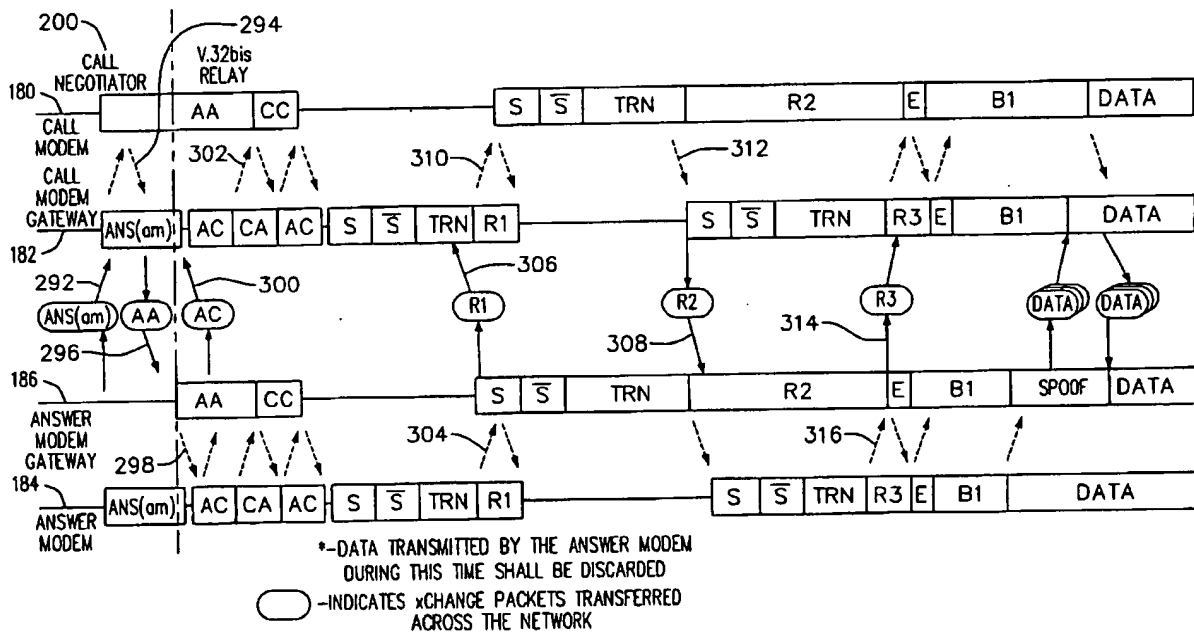 200
294
CALL
NEGOTIATOR
V.32bis
RELAY
180
AA
CC
S
S̅
TRN
R2
E
B1
DATA
CALL
MODEM
302
310
312
CALL
MODEM
GATEWAY
182
ANS(am)
AC
CA
AC
S
S̅
TRN
R1
S
S̅
TRN
R3
E
B1
DATA
292
300
306
ANS(am)
AA
AC
R1
R2
R3
DATA
DATA
296
308
314
186
AA
CC
S
S̅
TRN
R2
E
B1
SPOOF
DATA
ANSWER
MODEM
GATEWAY
298
304
316
184
ANS(am)
AC
CA
AC
S
S̅
TRN
R1
S
S̅
TRN
R3
E
B1
DATA
ANSWER
MODEM
*-DATA TRANSMITTED BY THE ANSWER MODEM
DURING THIS TIME SHALL BE DISCARDED
-INDICATES xCHANGE PACKETS TRANSFERRED
ACROSS THE NETWORK